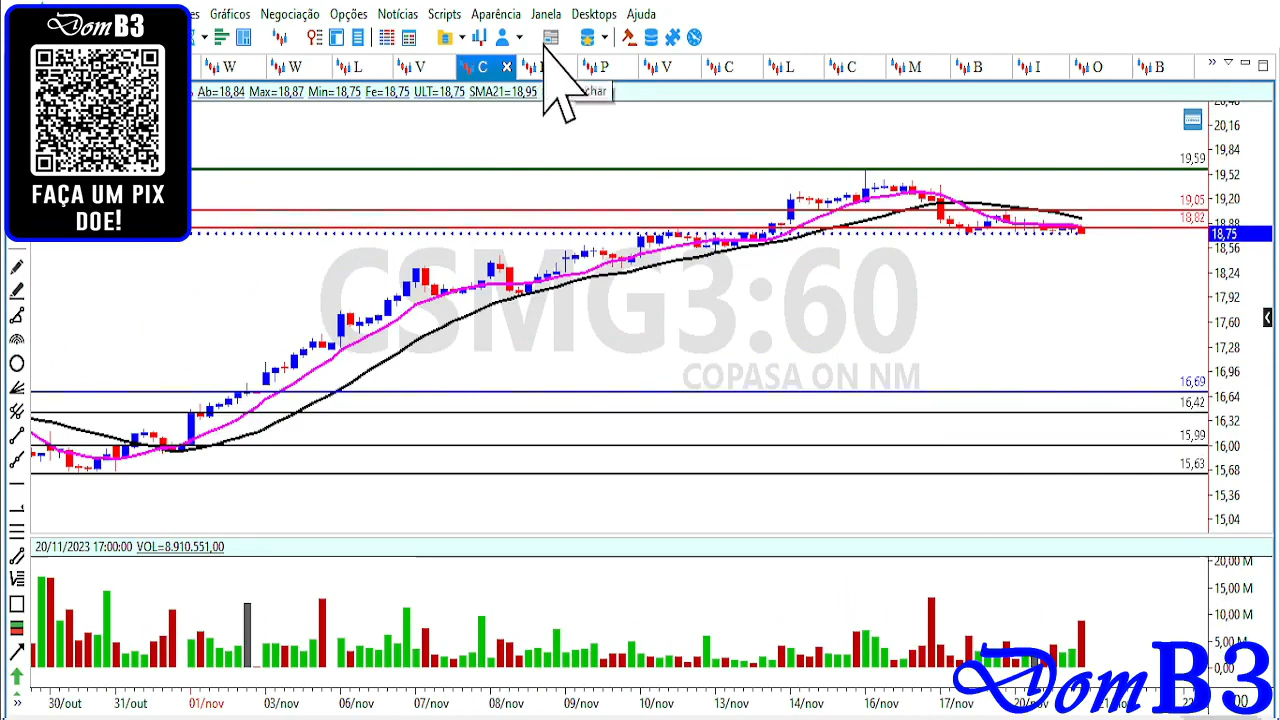 Gráficos Negociação Opções Notícias Scripts Aparência Janela Desktops Ajuda
DomB3
FAÇA UM PIX
DOE!
W W L V C P V C L C M B I O B
Ab=18,84 Max=18,87 Min=18,75 Fe=18,75 ULT=18,75 SMA21=18,95
20,16
19,84
19,59
19,52
19,20
19,05
18,82
18,75
18,56
18,24
17,92
17,60
17,28
16,96
16,69
16,64
16,42
16,32
15,99
16,00
15,63
15,68
15,36
15,04
CSMG3:60
COPASA ON NM
20/11/2023 17:00:00 VOL=8.910.551,00
20,00 M
15,00 M
10,00 M
5,00 M
0,00
30/out 31/out 01/nov 03/nov 06/nov 07/nov 08/nov 09/nov 10/nov 13/nov 14/nov 16/nov 17/nov 20/nov
DomB3